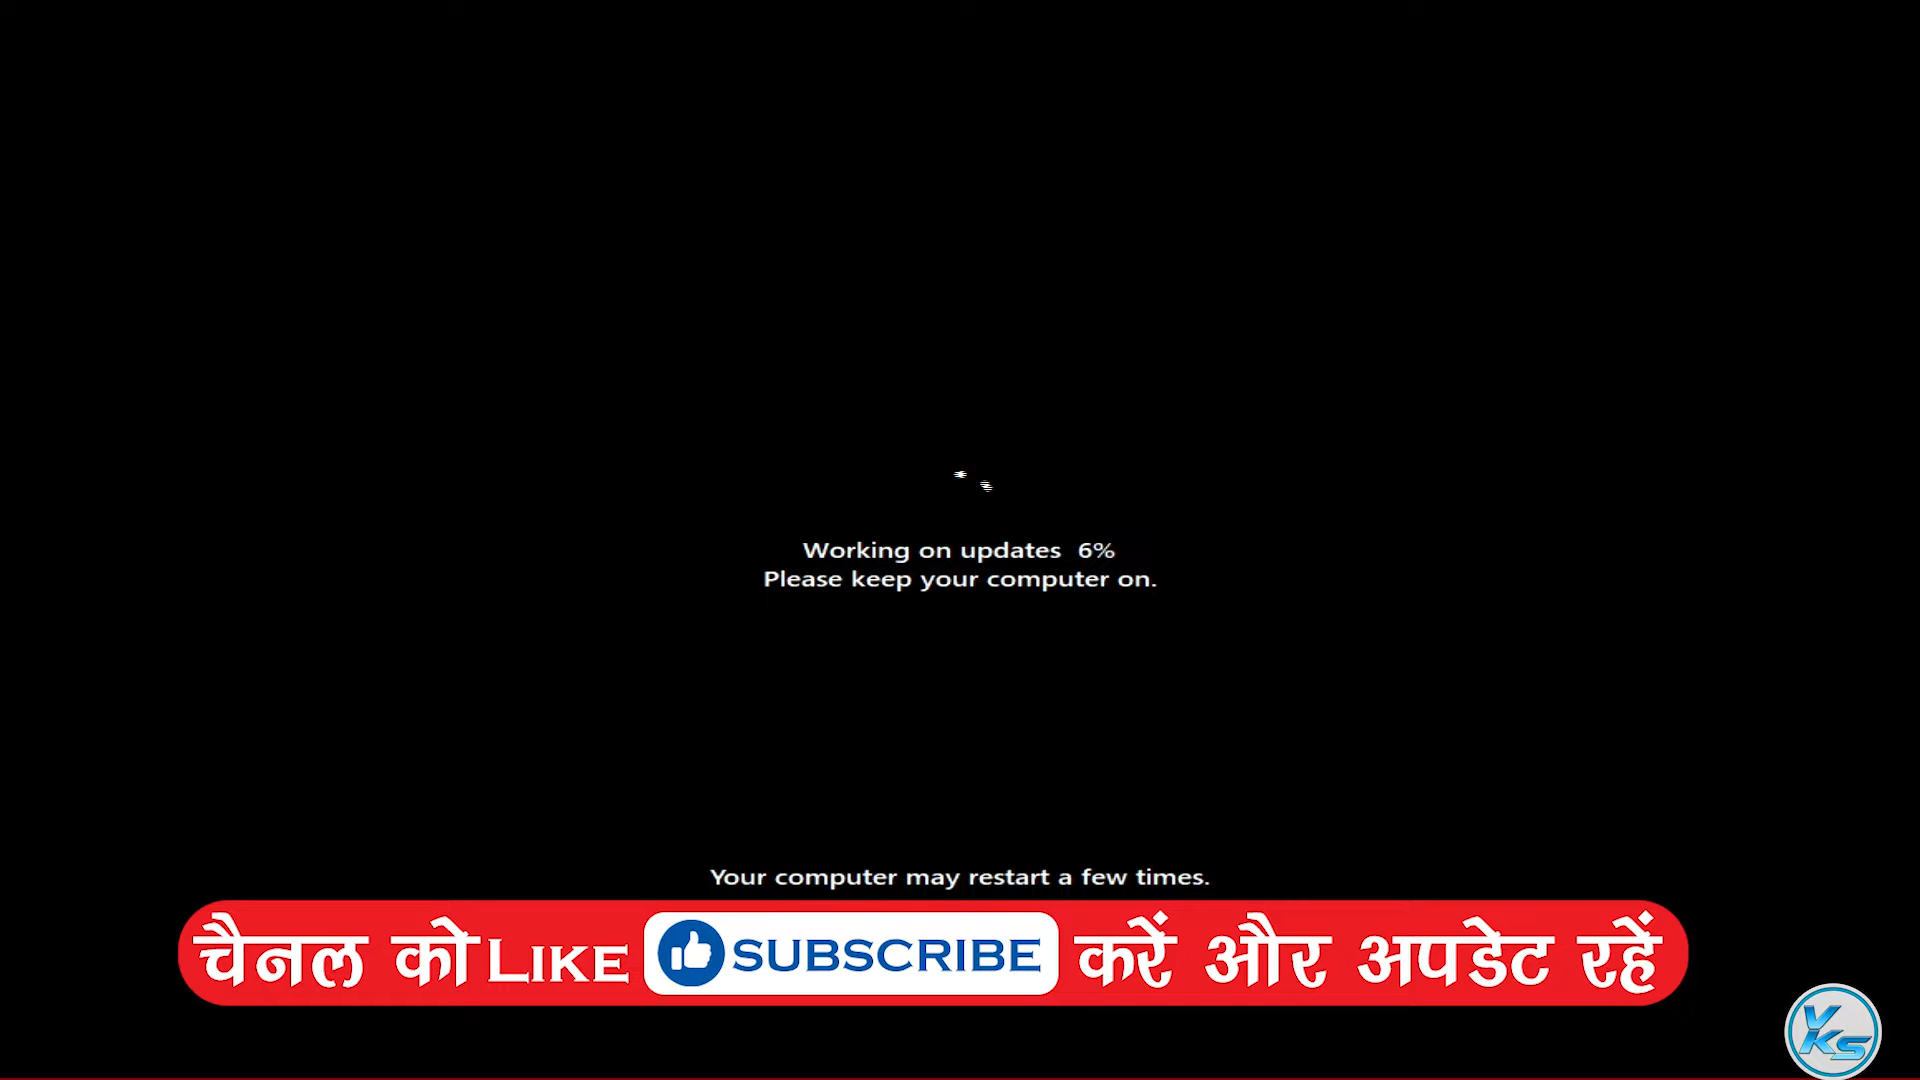 Working on updates 6%
Please keep your computer on.
Your computer may restart a few times.
चैनल को LIKE SUBSCRIBE करें और अपडेट रहें
VKS